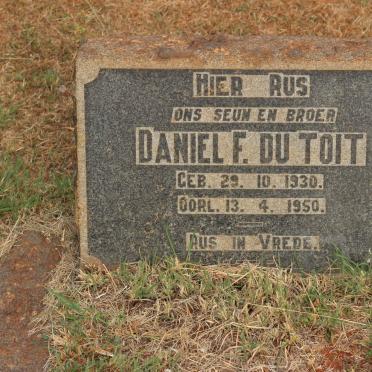 HIER RUS
ONS SEUN EN BROER
DANIEL F. DU TOIT
GEB. 29. 10. 1930.
OORL. 13. 4. 1950.
RUS IN VREDE.